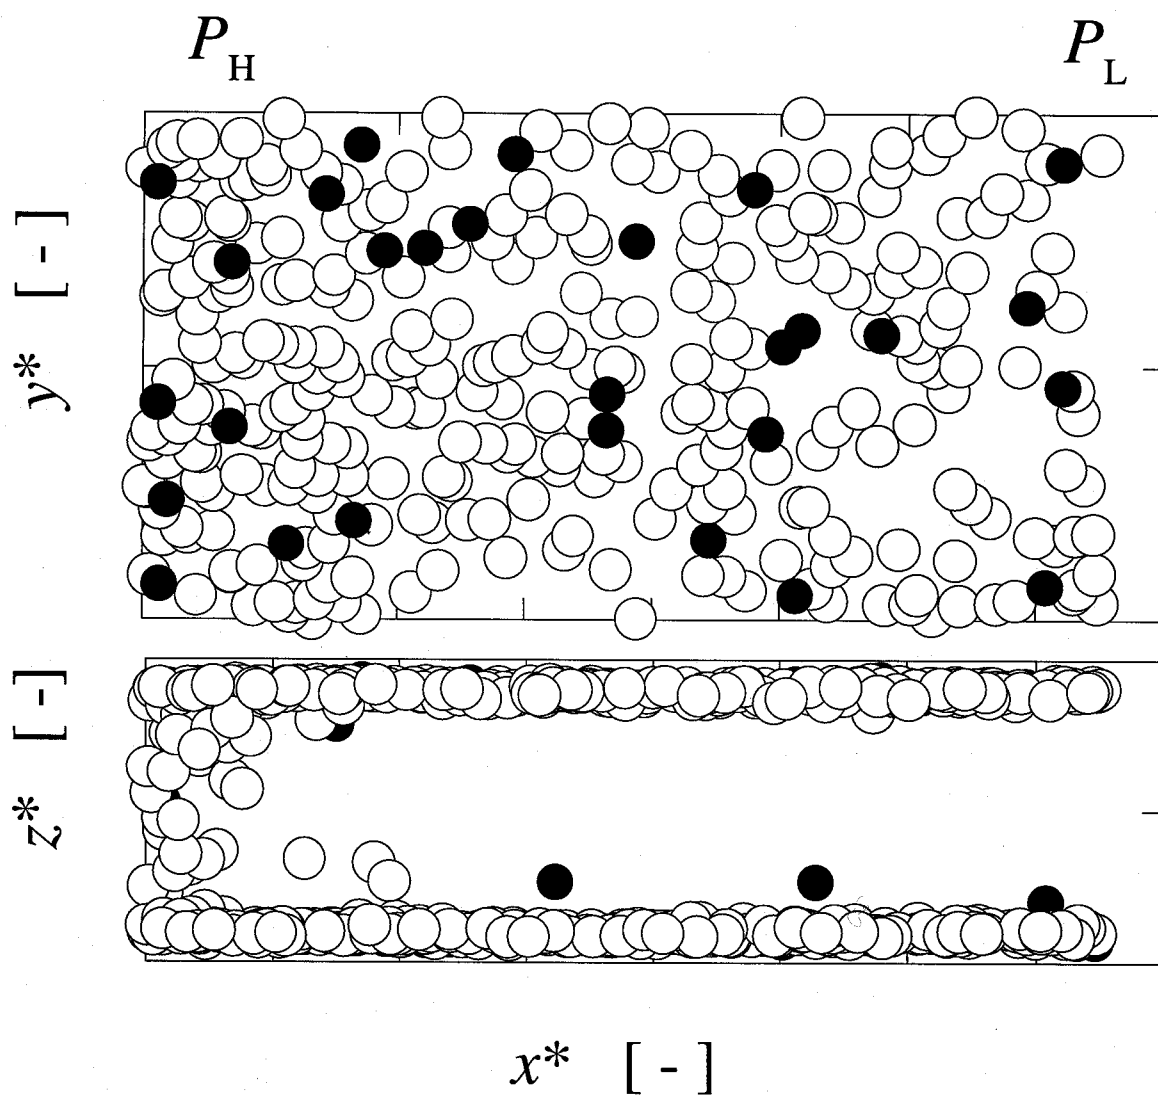 P_H P_L
y* [ - ]
z* [ - ]
x* [ - ]